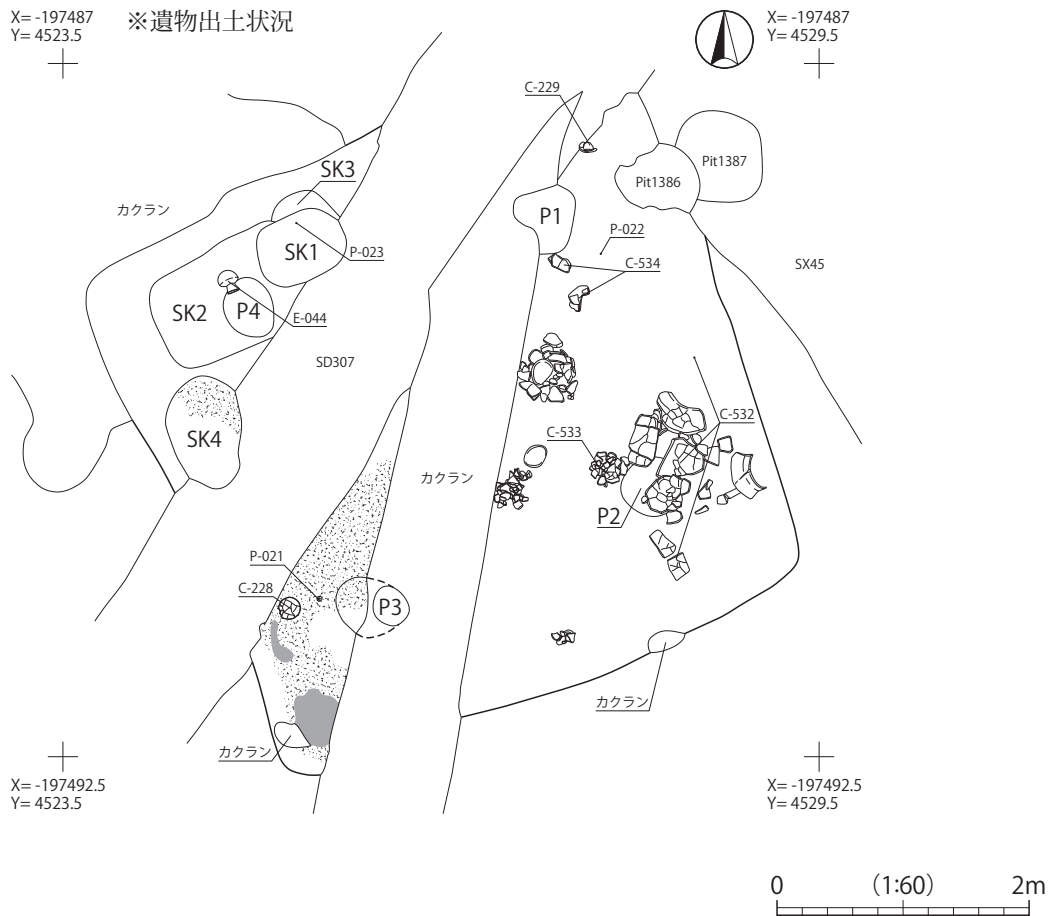 X= -197487
Y= 4523.5
※遺物出土状況
X= -197487
Y= 4529.5
C-229
Pit1387
SK3
Pit1386
カクラン
P1
P-022
SK1
P-023
C-534
SX45
SK2
P4
E-044
SD307
C-532
SK4
C-533
カクラン
P2
P-021
C-228
P3
カクラン
カクラン
X= -197492.5
Y= 4523.5
X= -197492.5
Y= 4529.5
0 (1:60) 2m